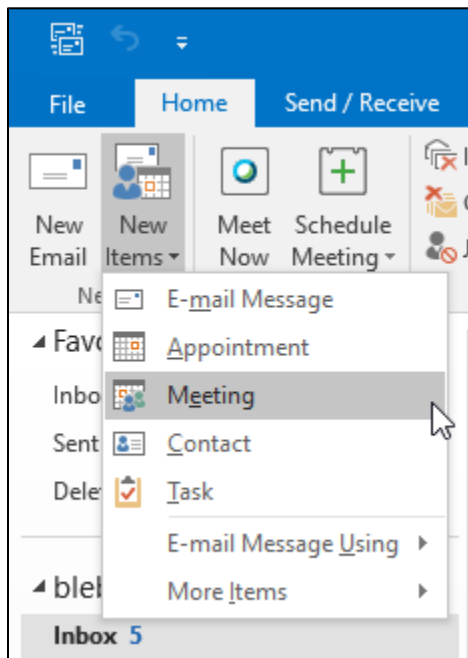 File Home Send / Receive
New Email
New Items
Meet Now
Schedule Meeting
E-mail Message
Appointment
Meeting
Contact
Task
E-mail Message Using
More Items
Sent
Inbox 5